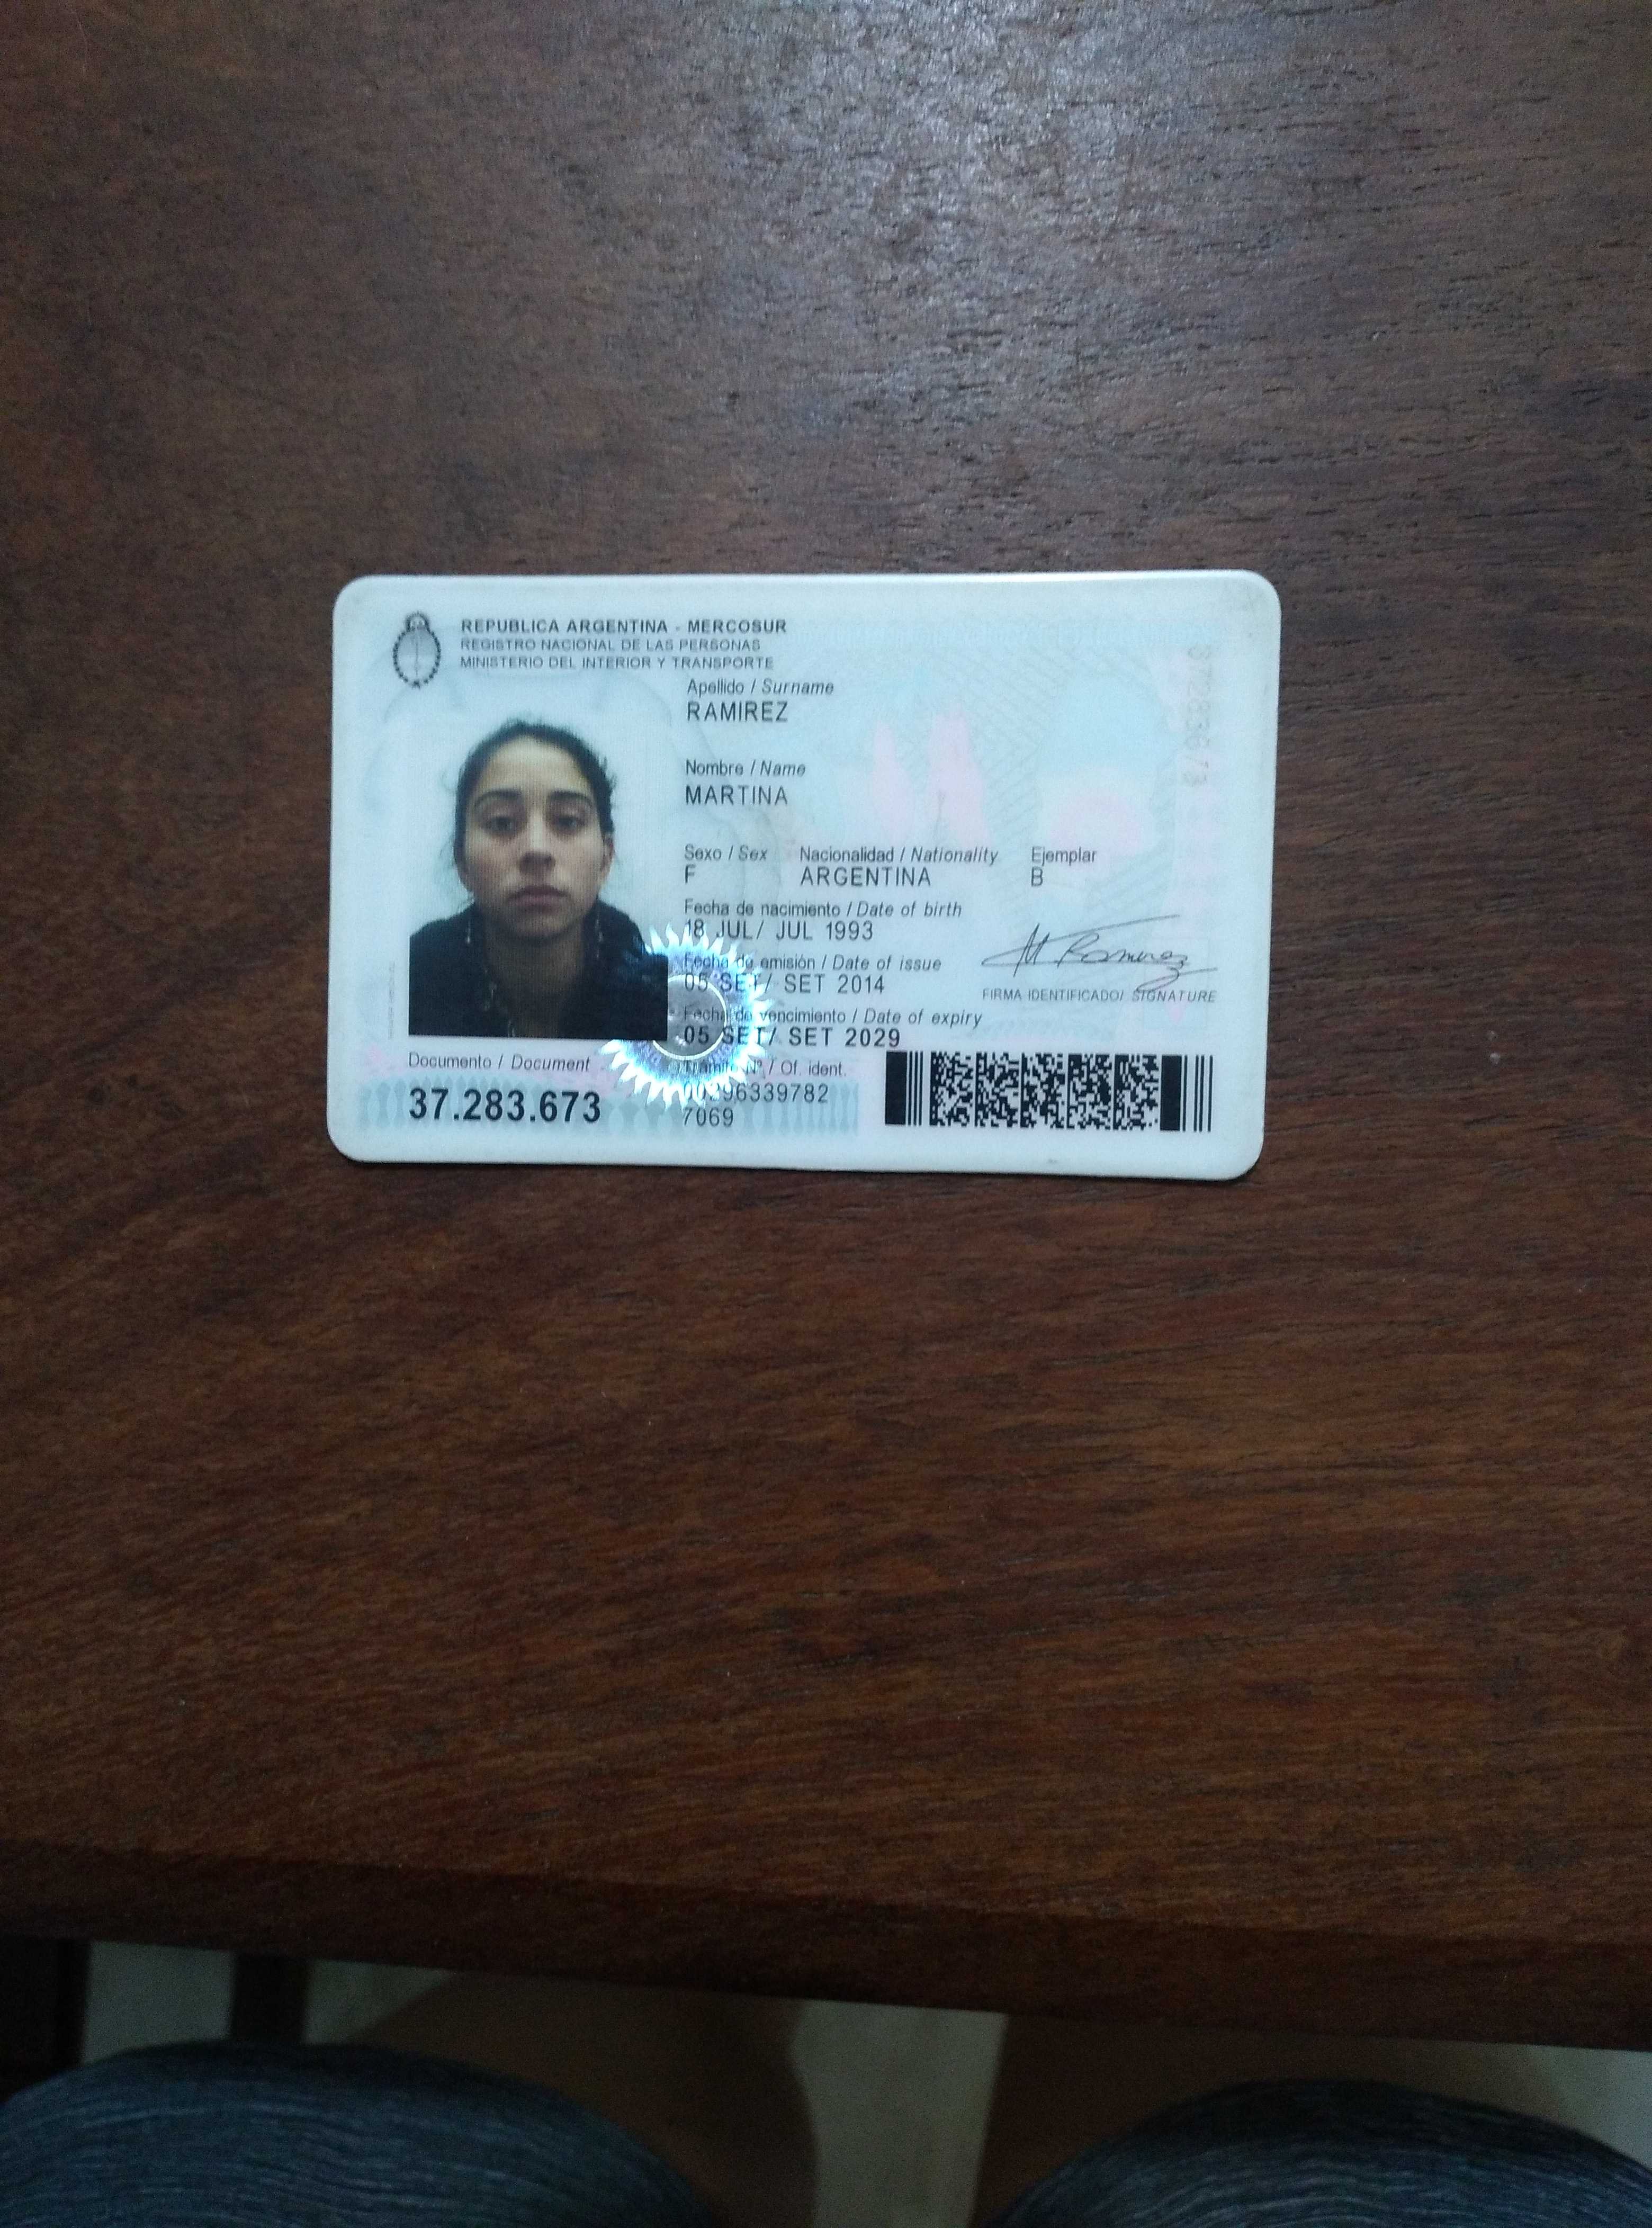 REPUBLICA ARGENTINA - MERCOSUR
REGISTRO NACIONAL DE LAS PERSONAS
MINISTERIO DEL INTERIOR Y TRANSPORTE
Apellido / Surname
RAMIREZ
Nombre / Name
MARTINA
Sexo / Sex Nacionalidad / Nationality Ejemplar
F ARGENTINA B
Fecha de nacimiento / Date of birth
18 JUL/ JUL 1993
Fecha de emisión / Date of issue
05 SET/ SET 2014
M Ramirez
FIRMA IDENTIFICADO/ SIGNATURE
Fecha de vencimiento / Date of expiry
05 SET/ SET 2029
Documento / Document
37.283.673
Trámite Nº / Of. ident.
7069
37283673